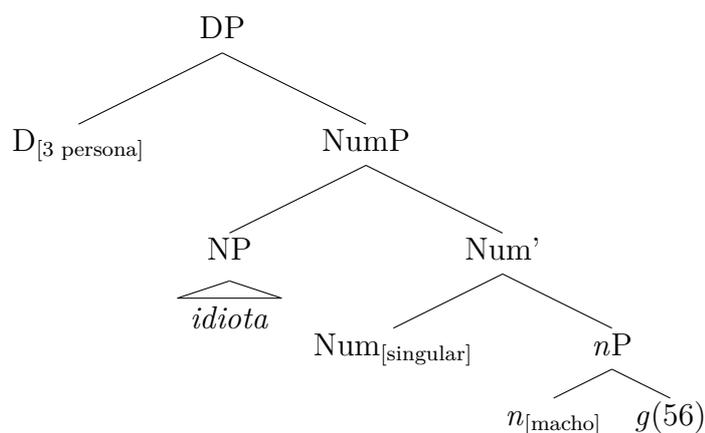 DP
D[3 persona] NumP
NP Num'
idiota
Num[singular] nP
n[macho] g(56)